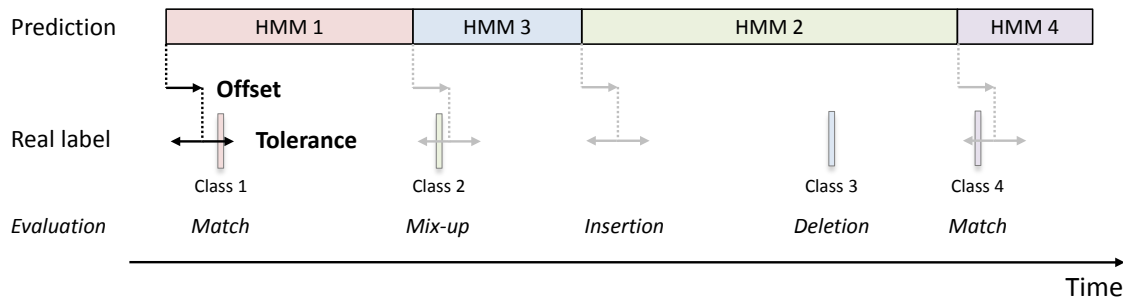 Prediction HMM 1 HMM 3 HMM 2 HMM 4
Offset
Real label Tolerance
Class 1 Class 2 Class 3 Class 4
Evaluation Match Mix-up Insertion Deletion Match
Time